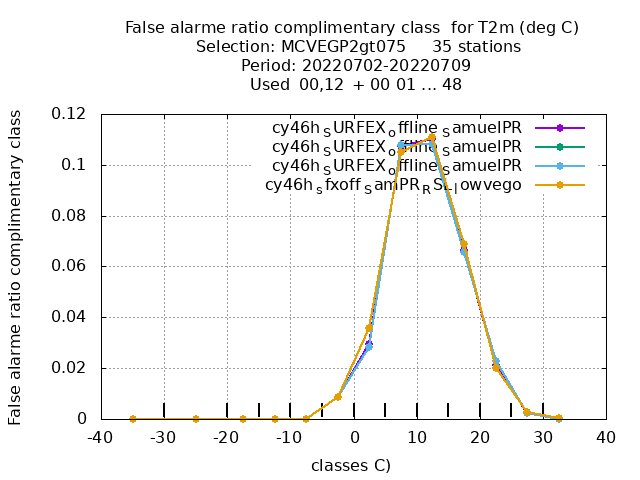 False alarme ratio complimentary class  for T2m (deg C)
Selection: MCVEGP2gt075     35 stations
Period: 20220702-20220709
Used  00,12  + 00 01 ... 48
False alarme ratio complimentary class
0.12
0.1
0.08
0.06
0.04
0.02
0
cy46h_SURFEX_offline_SamuelPR
cy46h_SURFEX_offline_SamuelPR
cy46h_SURFEX_offline_SamuelPR
cy46h_sfxoff_SamlPR_RSL_lowvego
-40 -30 -20 -10 0 10 20 30 40
classes C)